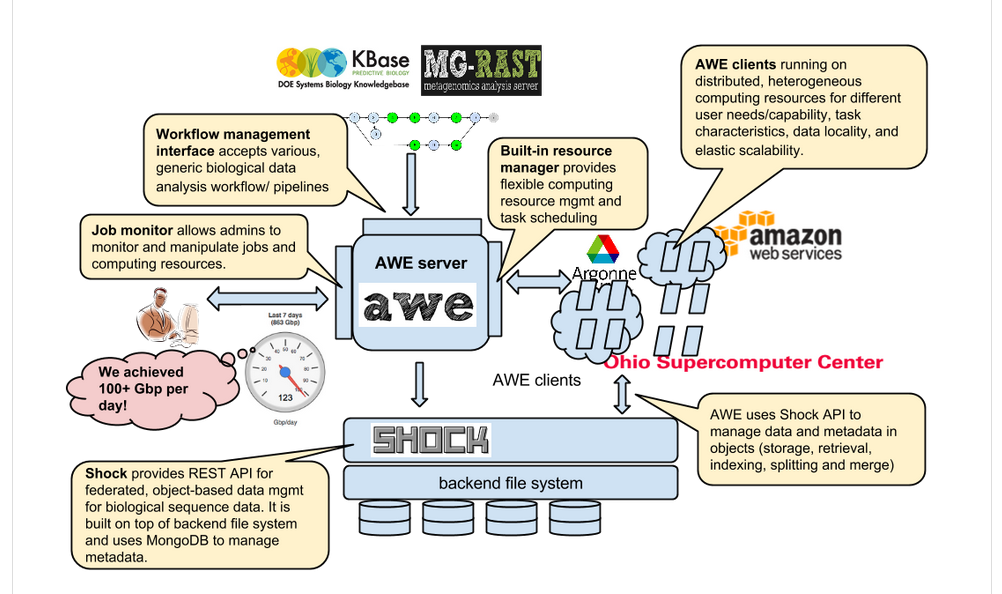 KBase
PREDICTIVE BIOLOGY
DOE Systems Biology Knowledgebase
MG-RAST
metagenomics analysis server
AWE clients running on
distributed, heterogeneous
computing resources for different
user needs/capability, task
characteristics, data locality, and
elastic scalability.
Workflow management
interface accepts various,
generic biological data
analysis workflow/ pipelines
Built-in resource
manager provides
flexible computing
resource mgmt and
task scheduling
Job monitor allows admins to
monitor and manipulate jobs and
computing resources.
AWE server
awe
Argonne
amazon
web services
Ohio Supercomputer Center
AWE clients
Last 7 days
(863 Gbp)
123
Gbp/day
We achieved
100+ Gbp per
day!
AWE uses Shock API to
manage data and metadata in
objects (storage, retrieval,
indexing, splitting and merge)
SHOCK
backend file system
Shock provides REST API for
federated, object-based data mgmt
for biological sequence data. It is
built on top of backend file system
and uses MongoDB to manage
metadata.